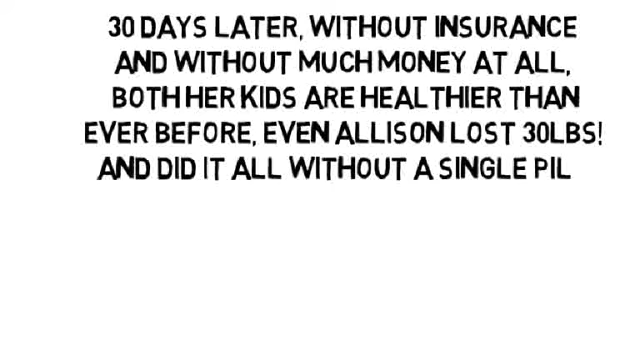 30 DAYS LATER, WITHOUT INSURANCE
AND WITHOUT MUCH MONEY AT ALL,
BOTH HER KIDS ARE HEALTHIER THAN
EVER BEFORE, EVEN ALLISON LOST 30LBS!
AND DID IT ALL WITHOUT A SINGLE PIL